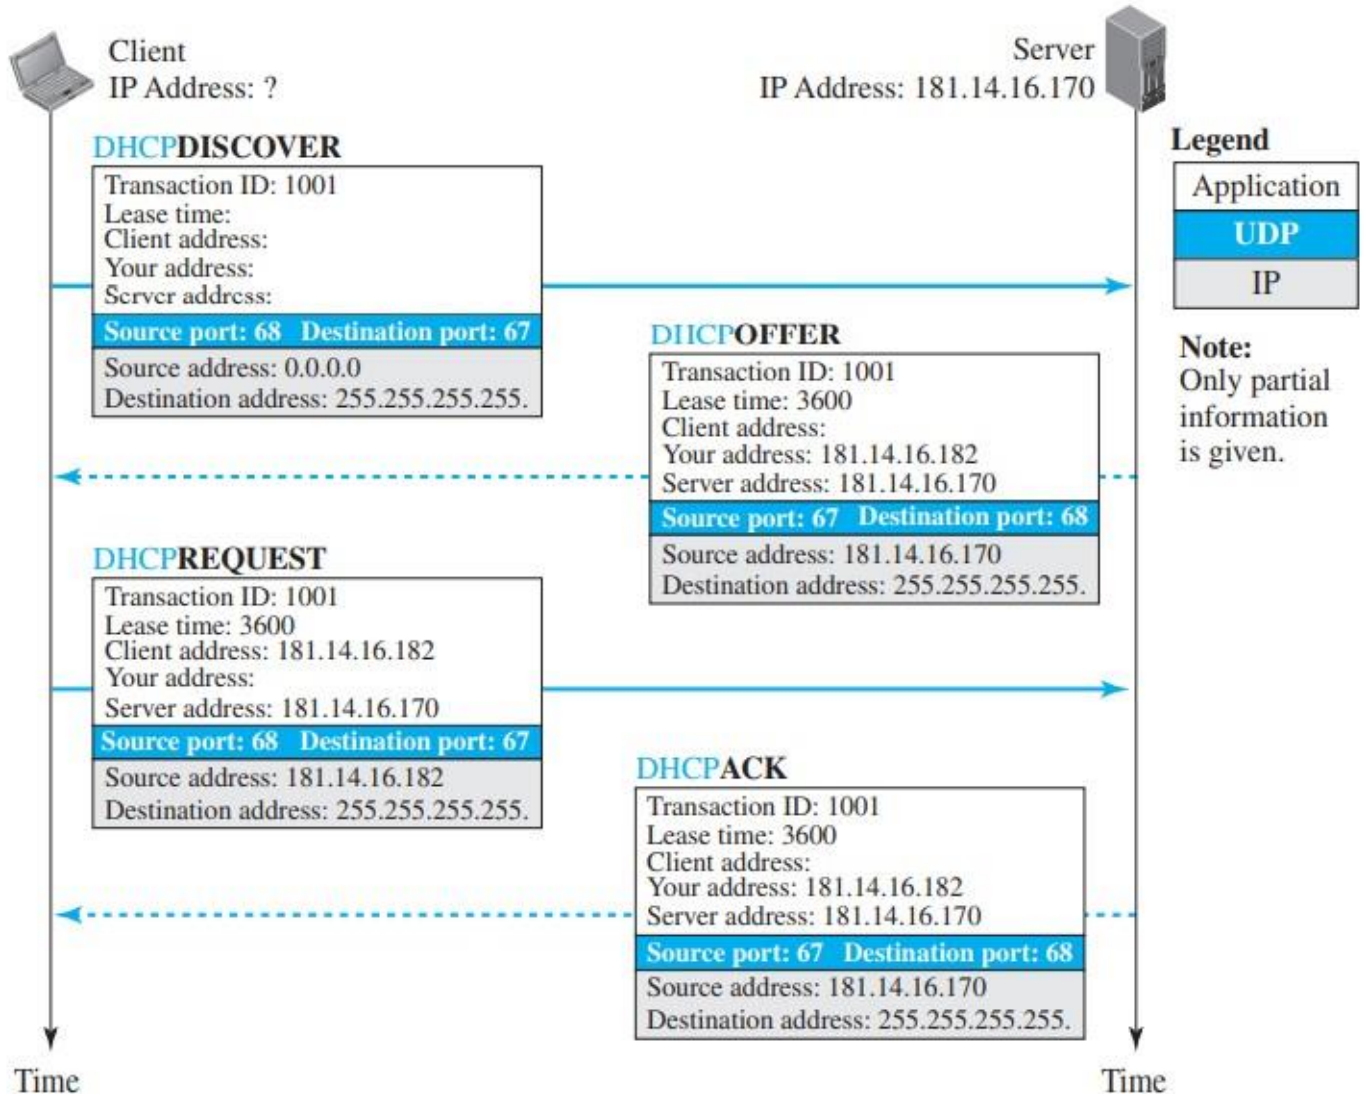 Client
IP Address: ?
Server
IP Address: 181.14.16.170
DHCPDISCOVER
Transaction ID: 1001
Lease time:
Client address:
Your address:
Server address:
Source port: 68 Destination port: 67
Source address: 0.0.0.0
Destination address: 255.255.255.255.
Legend
Application
UDP
IP
Note:
Only partial
information
is given.
DHCPOFFER
Transaction ID: 1001
Lease time: 3600
Client address:
Your address: 181.14.16.182
Server address: 181.14.16.170
Source port: 67 Destination port: 68
Source address: 181.14.16.170
Destination address: 255.255.255.255.
DHCPREQUEST
Transaction ID: 1001
Lease time: 3600
Client address: 181.14.16.182
Your address:
Server address: 181.14.16.170
Source port: 68 Destination port: 67
Source address: 181.14.16.182
Destination address: 255.255.255.255.
DHCPACK
Transaction ID: 1001
Lease time: 3600
Client address:
Your address: 181.14.16.182
Server address: 181.14.16.170
Source port: 67 Destination port: 68
Source address: 181.14.16.170
Destination address: 255.255.255.255.
Time
Time